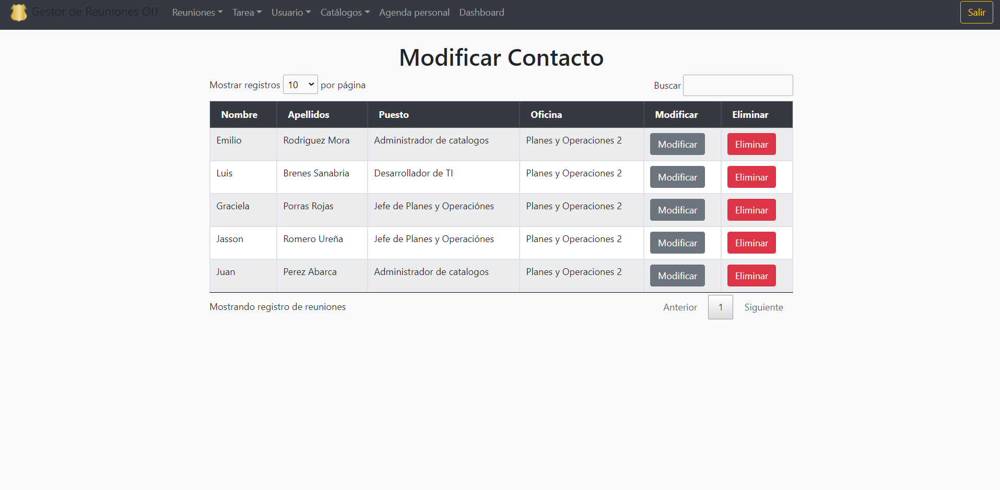 Gestor de Reuniones OIJ Reuniones Tarea Usuario Catálogos Agenda personal Dashboard Salir
Modificar Contacto
Mostrar registros 10 por página Buscar
Nombre Apellidos Puesto Oficina Modificar Eliminar
Emilio Rodriguez Mora Administrador de catalogos Planes y Operaciones 2 Modificar Eliminar
Luis Brenes Sanabria Desarrollador de TI Planes y Operaciones 2 Modificar Eliminar
Graciela Porras Rojas Jefe de Planes y Operaciónes Planes y Operaciones 2 Modificar Eliminar
Jasson Romero Ureña Jefe de Planes y Operaciónes Planes y Operaciones 2 Modificar Eliminar
Juan Perez Abarca Administrador de catalogos Planes y Operaciones 2 Modificar Eliminar
Mostrando registro de reuniones Anterior 1 Siguiente